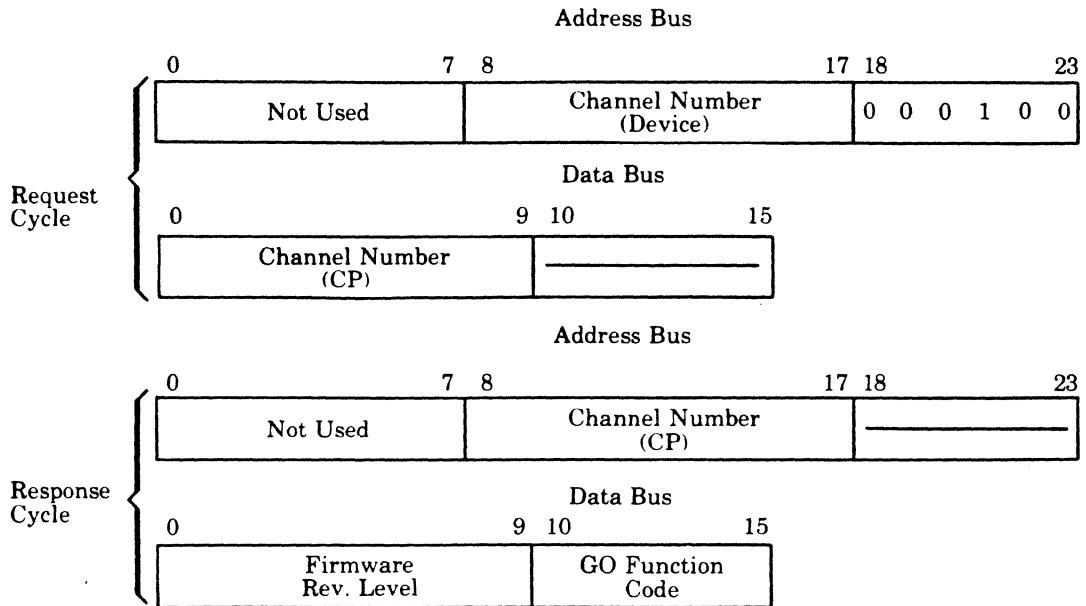 Address Bus
0 7 8 17 18 23
Not Used
Channel Number
(Device)
0 0 0 1 0 0
Request
Cycle
Data Bus
0 9 10 15
Channel Number
(CP)
Address Bus
0 7 8 17 18 23
Not Used
Channel Number
(CP)
Response
Cycle
Data Bus
0 9 10 15
Firmware
Rev. Level
GO Function
Code